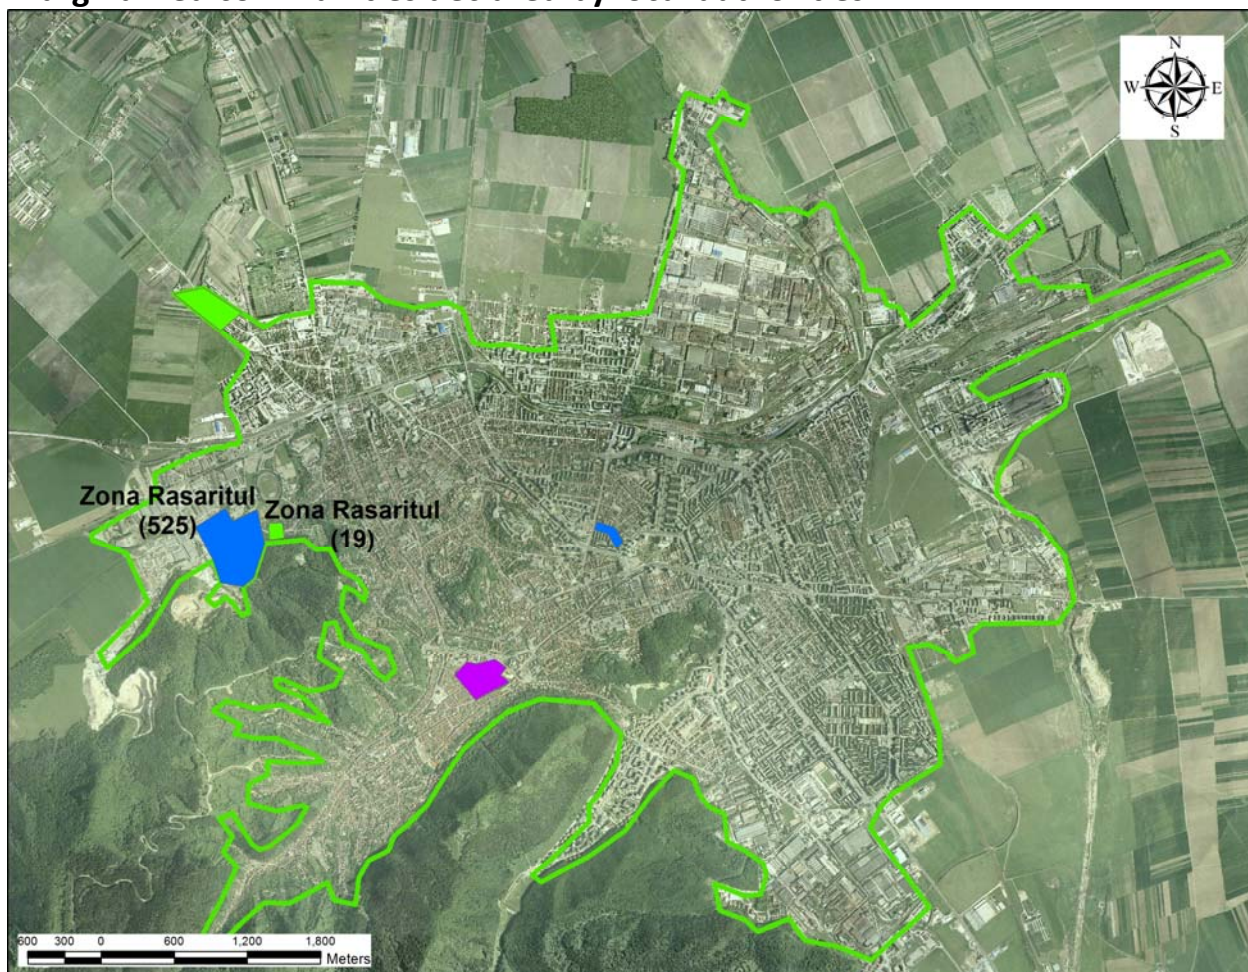 N
W E
S
Zona Rasaritul
(525)
Zona Rasaritul
(19)
600 300 0 600 1,200 1,800
Meters